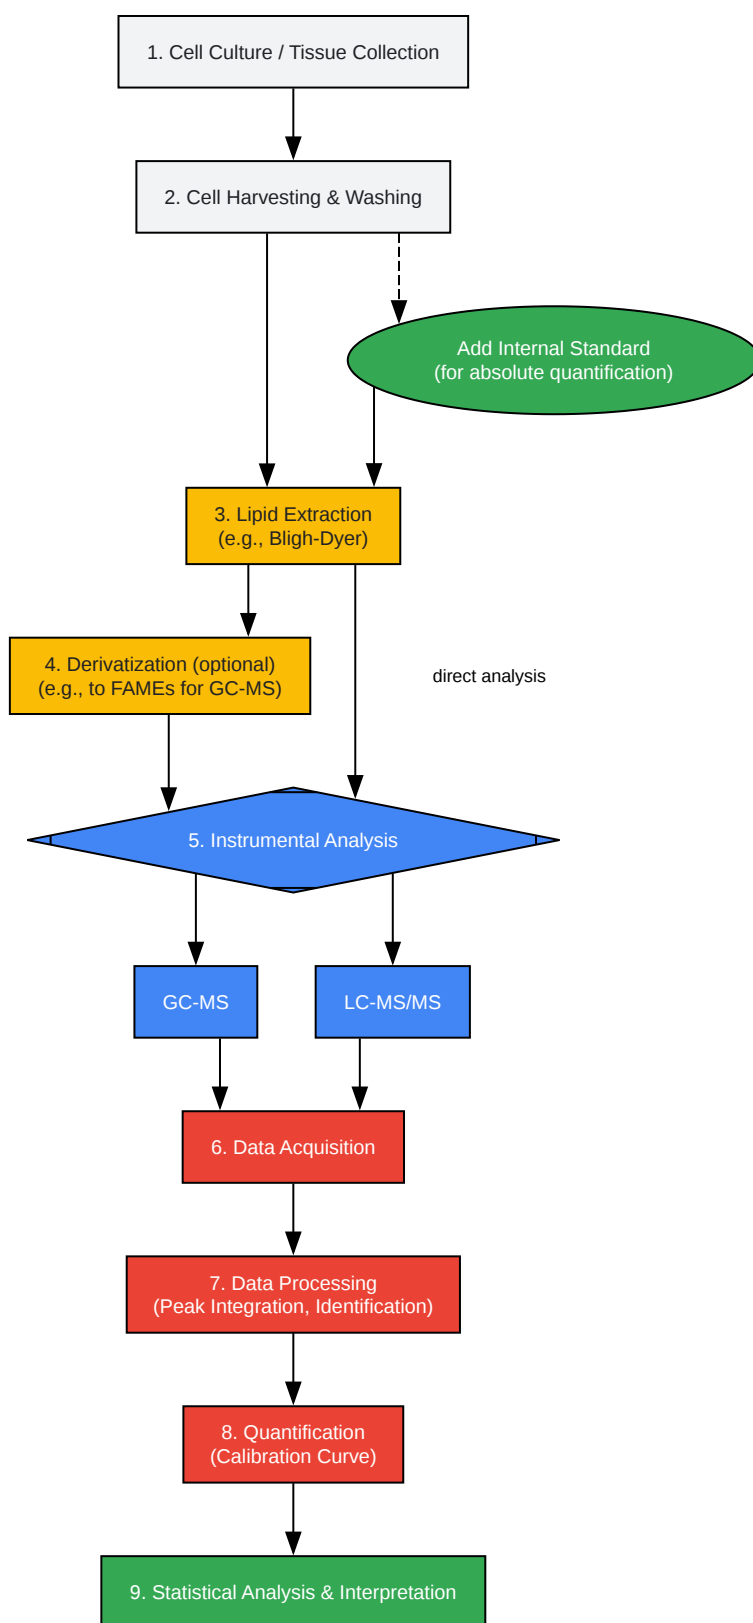 1. Cell Culture / Tissue Collection
2. Cell Harvesting & Washing
Add Internal Standard
(for absolute quantification)
3. Lipid Extraction
(e.g., Bligh-Dyer)
4. Derivatization (optional)
(e.g., to FAMEs for GC-MS)
direct analysis
5. Instrumental Analysis
GC-MS
LC-MS/MS
6. Data Acquisition
7. Data Processing
(Peak Integration, Identification)
8. Quantification
(Calibration Curve)
9. Statistical Analysis & Interpretation